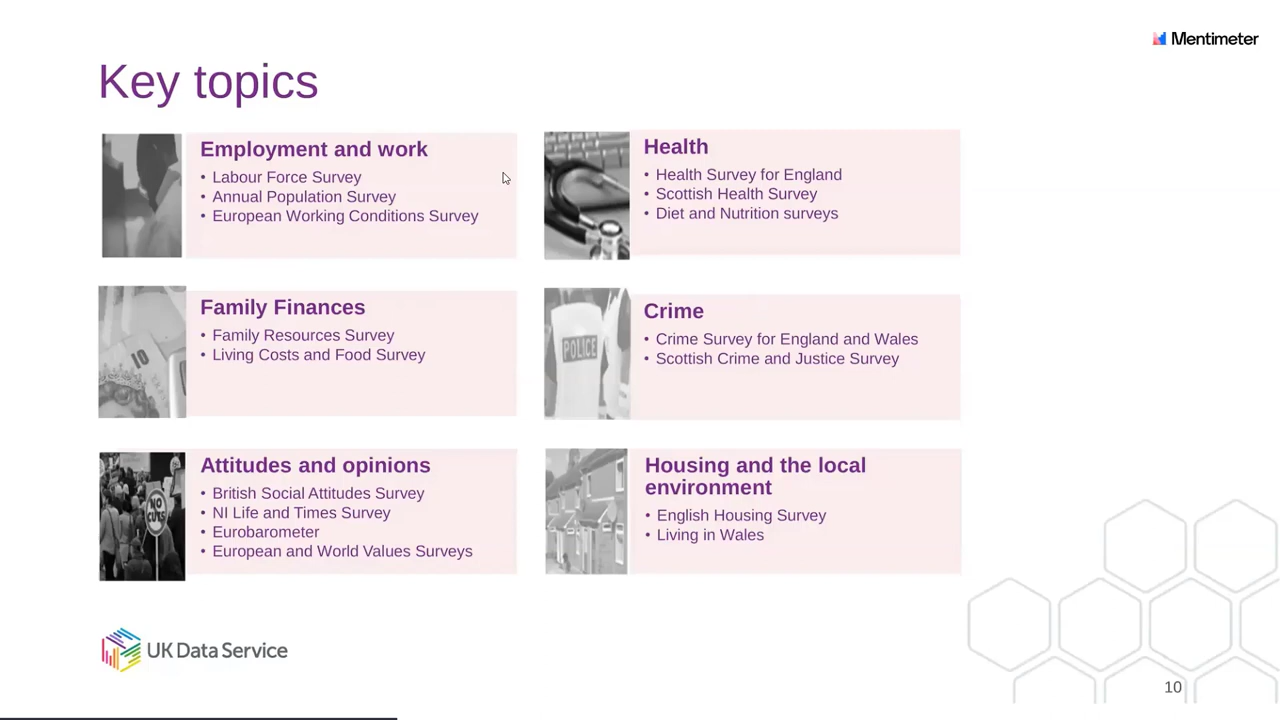 Mentimeter
Key topics
Employment and work
• Labour Force Survey
• Annual Population Survey
• European Working Conditions Survey
Health
• Health Survey for England
• Scottish Health Survey
• Diet and Nutrition surveys
Family Finances
• Family Resources Survey
• Living Costs and Food Survey
10
Crime
• Crime Survey for England and Wales
• Scottish Crime and Justice Survey
POLICE
Attitudes and opinions
• British Social Attitudes Survey
• NI Life and Times Survey
• Eurobarometer
• European and World Values Surveys
NO
CUTS
Housing and the local
environment
• English Housing Survey
• Living in Wales
UK Data Service
10